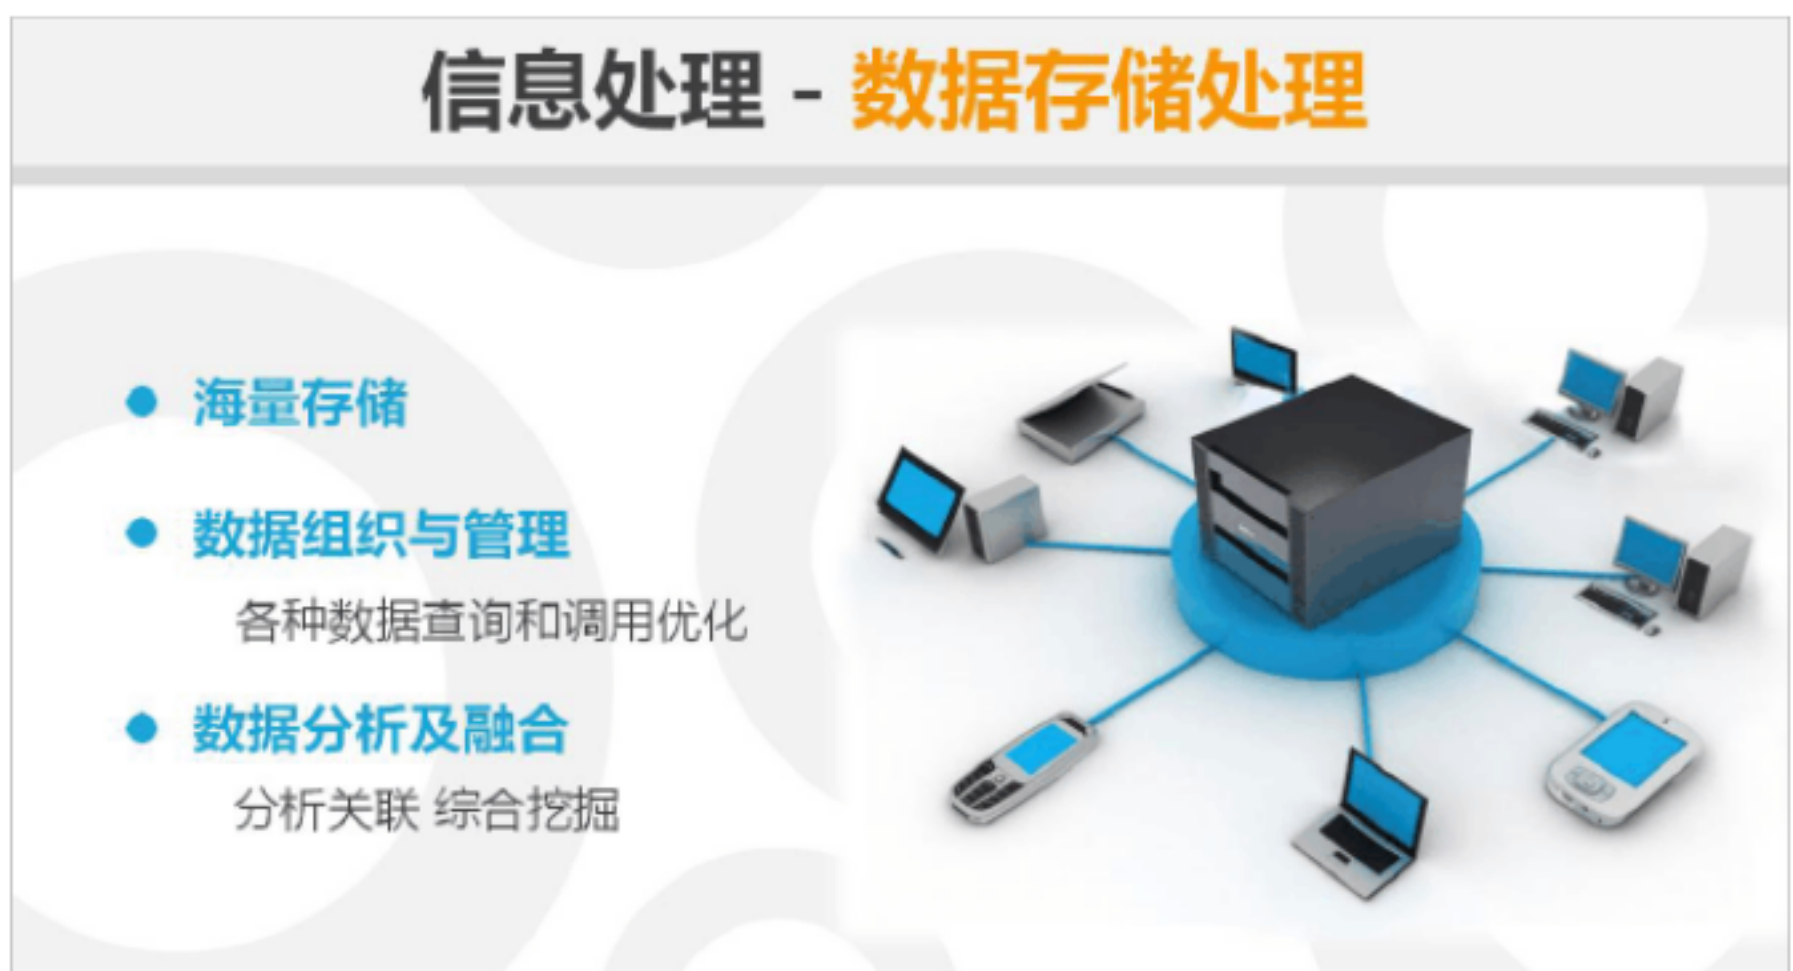 信息处理 - 数据存储处理
海量存储
数据组织与管理
各种数据查询和调用优化
数据分析及融合
分析关联 综合挖掘